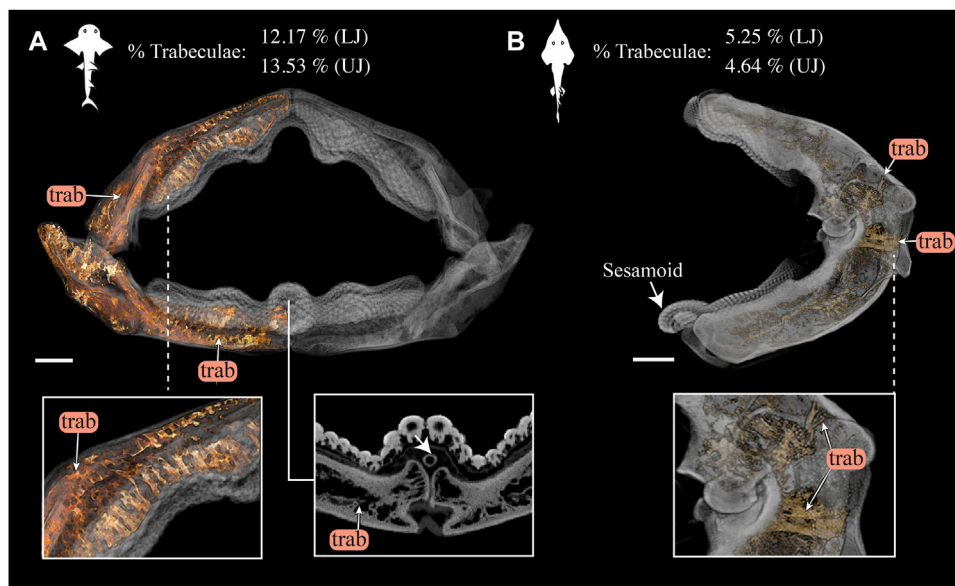 A
% Trabeculae:
12.17 % (LJ)
13.53 % (UJ)
B
% Trabeculae:
5.25 % (LJ)
4.64 % (UJ)
trab
trab
trab
Sesamoid
trab
trab
trab
trab